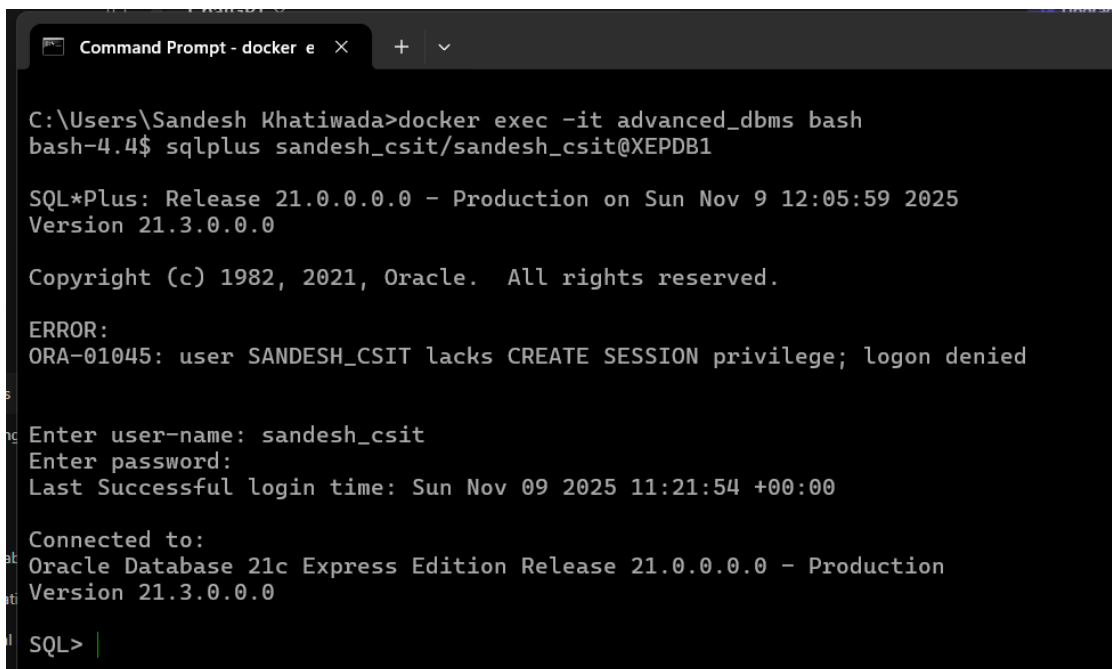 Command Prompt - docker e
C:\Users\Sandesh Khatiwada>docker exec -it advanced_dbms bash
bash-4.4$ sqlplus sandesh_csit/sandesh_csit@XEPDB1
SQL*Plus: Release 21.0.0.0.0 - Production on Sun Nov 9 12:05:59 2025
Version 21.3.0.0.0
Copyright (c) 1982, 2021, Oracle.  All rights reserved.
ERROR:
ORA-01045: user SANDESH_CSIT lacks CREATE SESSION privilege; logon denied
Enter user-name: sandesh_csit
Enter password:
Last Successful login time: Sun Nov 09 2025 11:21:54 +00:00
Connected to:
Oracle Database 21c Express Edition Release 21.0.0.0.0 - Production
Version 21.3.0.0.0
SQL>